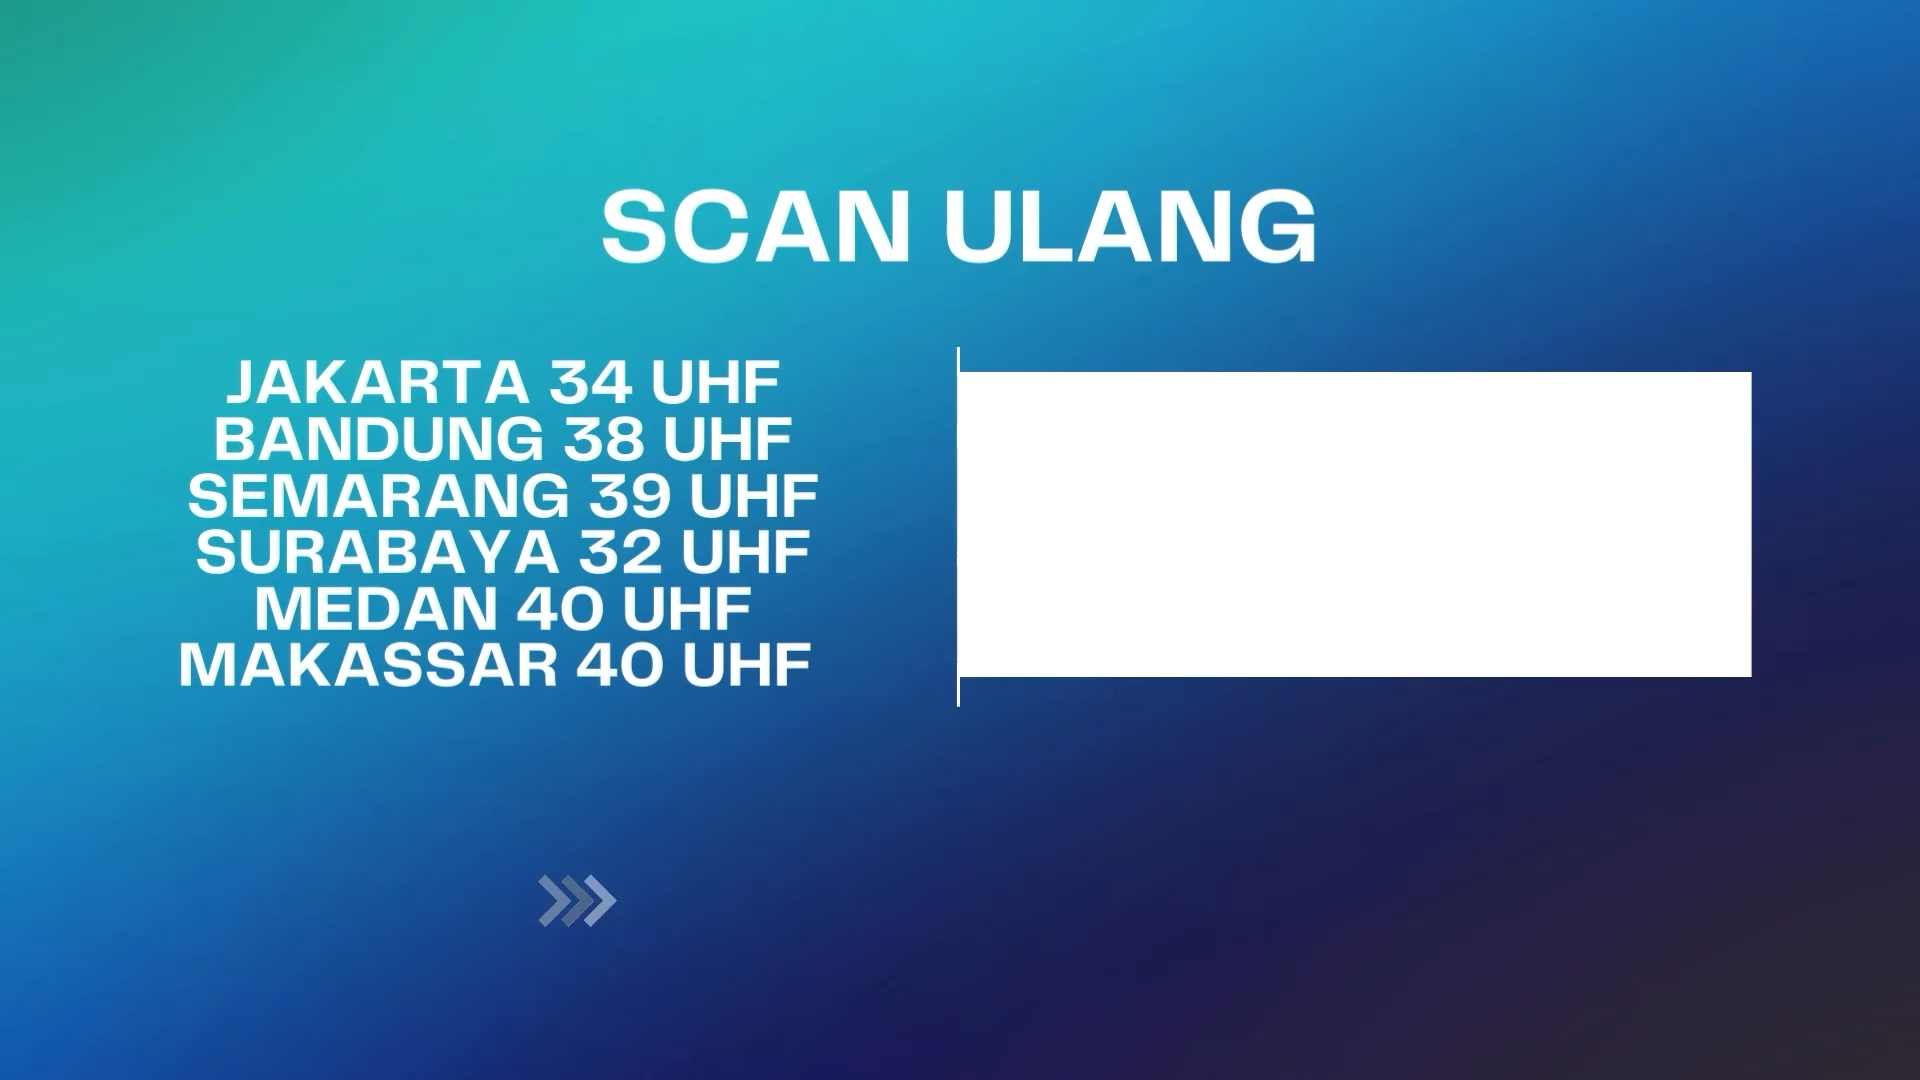 SCAN ULANG
JAKARTA 34 UHF
BANDUNG 38 UHF
SEMARANG 39 UHF
SURABAYA 32 UHF
MEDAN 40 UHF
MAKASSAR 40 UHF